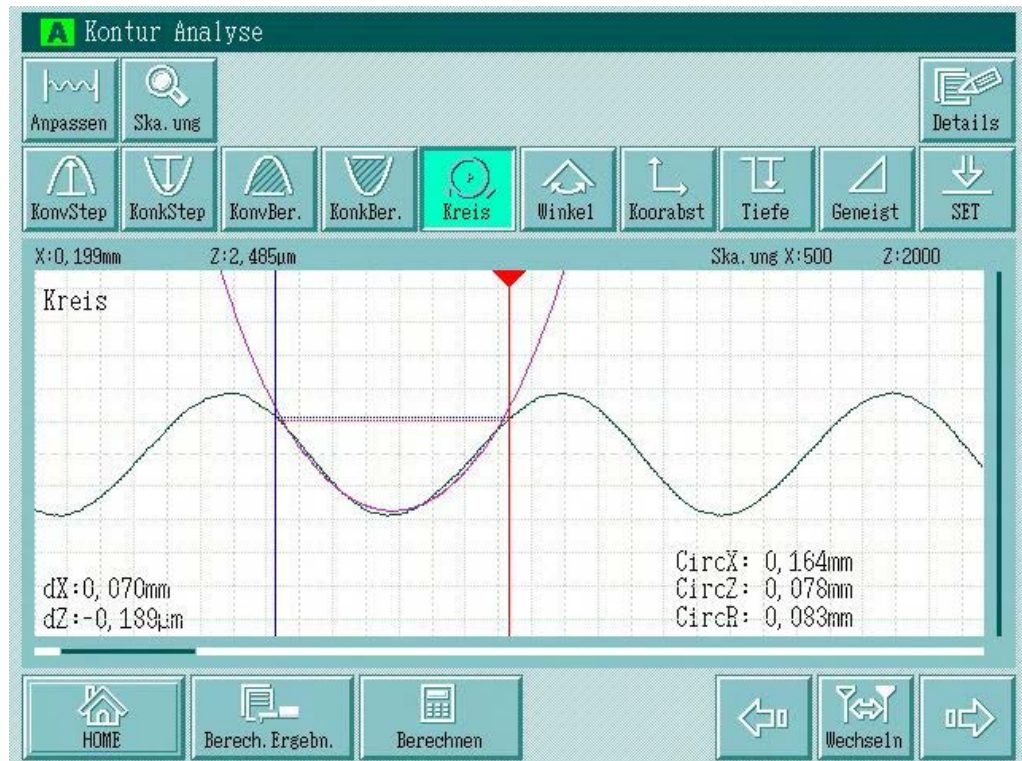 A Kontur Analyse
Anpassen Ska.ung Details
KonvStep KonkStep KonvBer. KonkBer. Kreis Winkel Koorabst Tiefe Geneigt SET
X:0,199mm Z:2,485µm Ska.ung X:500 Z:2000
Kreis
CircX: 0,164mm
dX:0,070mm CircZ: 0,078mm
dZ:-0,189µm CircR: 0,083mm
HOME Berech.Ergebn. Berechnen Wechseln